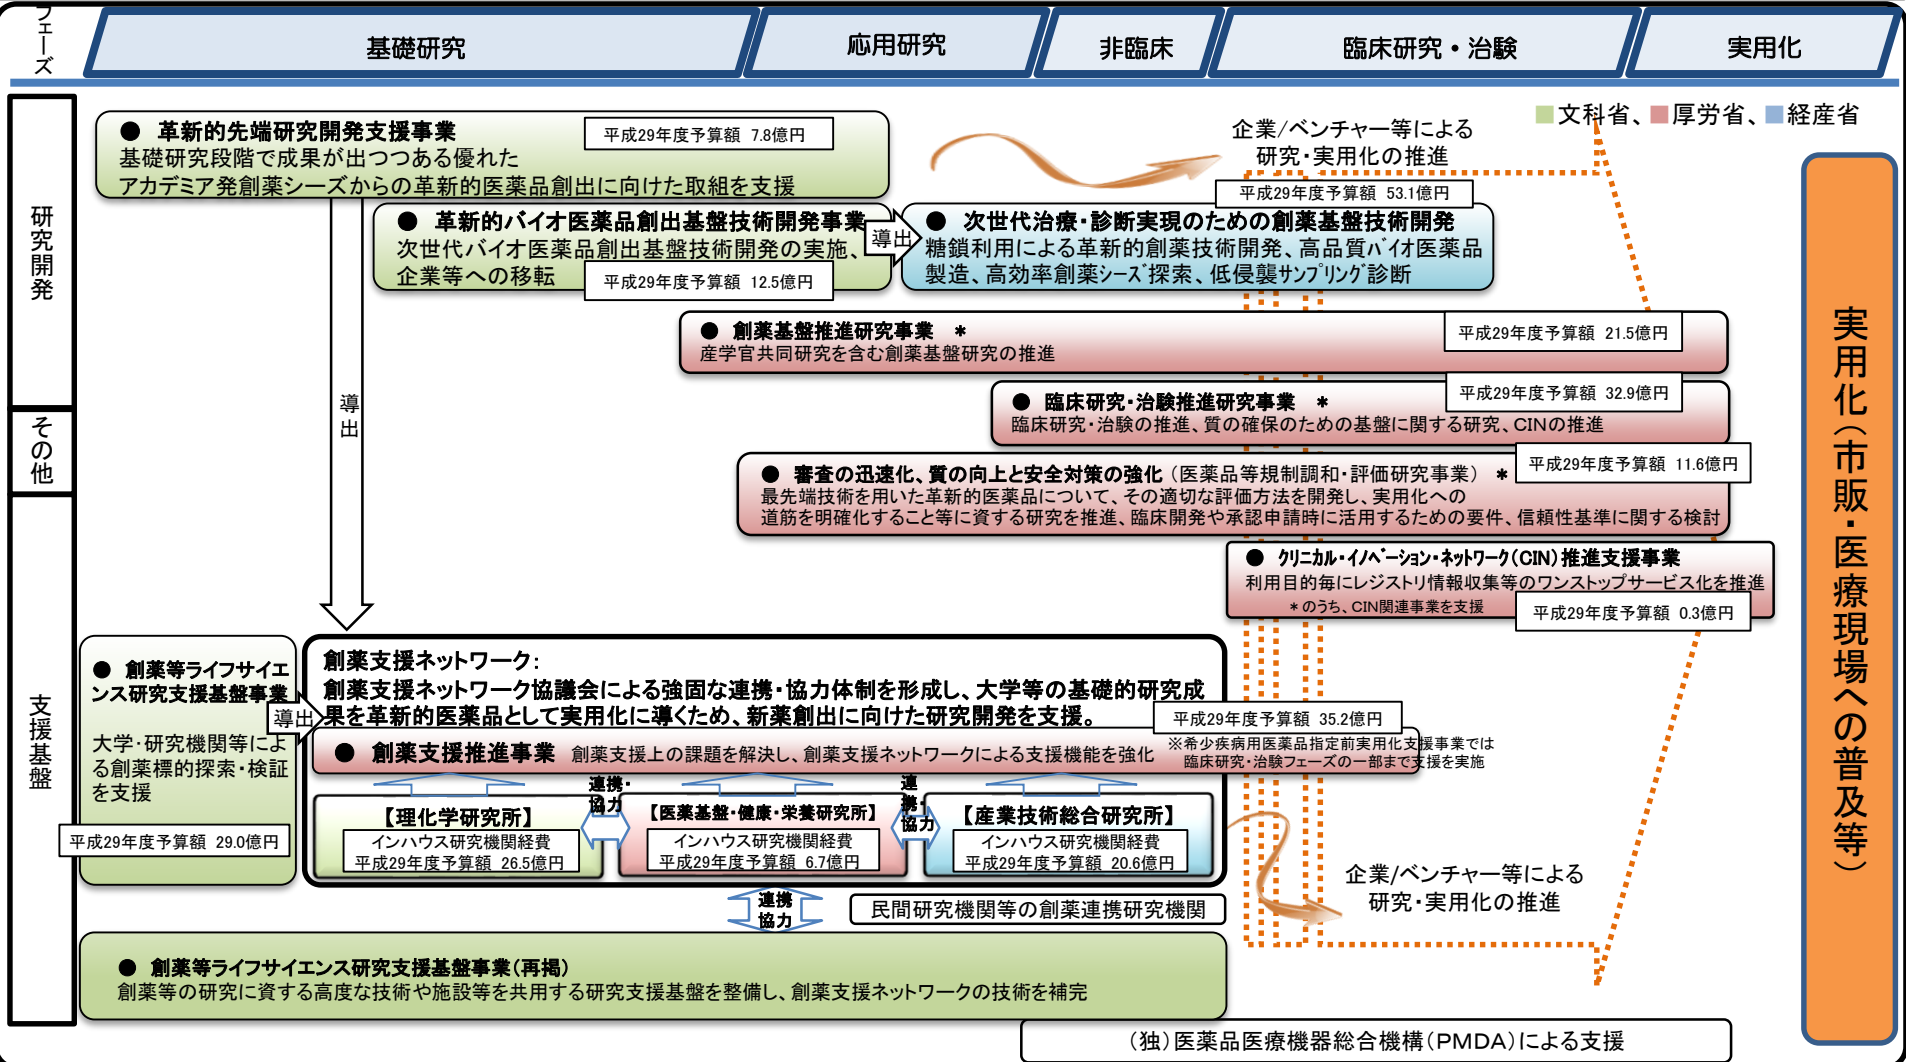 フェーズ
基礎研究
応用研究
非臨床
臨床研究・治験
実用化
■文科省、■厚労省、■経産省
研究開発
その他
支援基盤
● 革新的先端研究開発支援事業
平成29年度予算額 7.8億円
基礎研究段階で成果が出つつある優れた
アカデミア発創薬シーズからの革新的医薬品創出に向けた取組を支援
企業/ベンチャー等による
研究・実用化の推進
● 革新的バイオ医薬品創出基盤技術開発事業
次世代バイオ医薬品創出基盤技術開発の実施、
企業等への移転
平成29年度予算額 12.5億円
導出
平成29年度予算額 53.1億円
● 次世代治療・診断実現のための創薬基盤技術開発
糖鎖利用による革新的創薬技術開発、高品質バイオ医薬品
製造、高効率創薬シーズ探索、低侵襲サンプリング診断
● 創薬基盤推進研究事業 *
平成29年度予算額 21.5億円
産学官共同研究を含む創薬基盤研究の推進
導出
● 臨床研究・治験推進研究事業 *
平成29年度予算額 32.9億円
臨床研究・治験の推進、質の確保のための基盤に関する研究、CINの推進
● 審査の迅速化、質の向上と安全対策の強化（医薬品等規制調和・評価研究事業） *
平成29年度予算額 11.6億円
最先端技術を用いた革新的医薬品について、その適切な評価方法を開発し、実用化への
道筋を明確化すること等に資する研究を推進、臨床開発や承認申請時に活用するための要件、信頼性基準に関する検討
● クリニカル・イノベーション・ネットワーク（CIN）推進支援事業
利用目的毎にレジストリ情報収集等のワンストップサービス化を推進
*のうち、CIN関連事業を支援
平成29年度予算額 0.3億円
実用化（市販・医療現場への普及等）
● 創薬等ライフサイエ
ンス研究支援基盤事業
大学・研究機関等によ
る創薬標的探索・検証
を支援
平成29年度予算額 29.0億円
導出
創薬支援ネットワーク：
創薬支援ネットワーク協議会による強固な連携・協力体制を形成し、大学等の基礎的研究成
果を革新的医薬品として実用化に導くため、新薬創出に向けた研究開発を支援。
平成29年度予算額 35.2億円
● 創薬支援推進事業 創薬支援上の課題を解決し、創薬支援ネットワークによる支援機能を強化
※希少疾病用医薬品指定前実用化支援事業では
臨床研究・治験フェーズの一部まで支援を実施
連携・
協力
連携・
協力
【理化学研究所】
インハウス研究機関経費
平成29年度予算額 26.5億円
【医薬基盤・健康・栄養研究所】
インハウス研究機関経費
平成29年度予算額 6.7億円
【産業技術総合研究所】
インハウス研究機関経費
平成29年度予算額 20.6億円
企業/ベンチャー等による
研究・実用化の推進
連携
協力
民間研究機関等の創薬連携研究機関
● 創薬等ライフサイエンス研究支援基盤事業（再掲）
創薬等の研究に資する高度な技術や施設等を共用する研究支援基盤を整備し、創薬支援ネットワークの技術を補完
（独）医薬品医療機器総合機構（PMDA）による支援